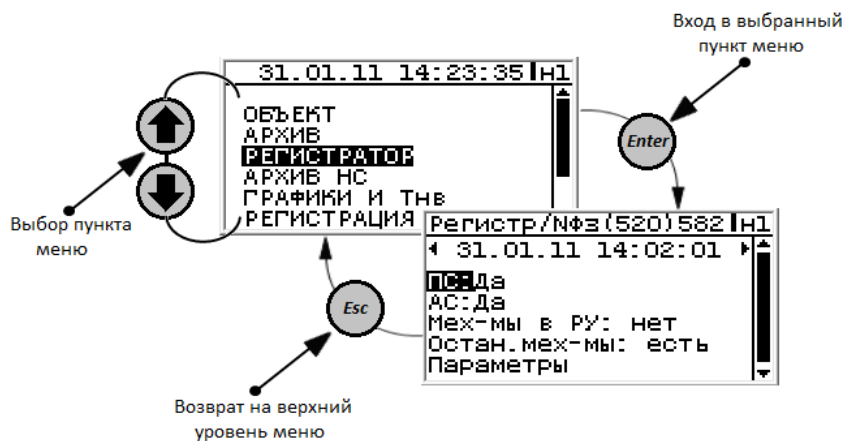 Вход в выбранный
пункт меню
31.01.11 14:23:35 Н1
ОБЪЕКТ
АРХИВ
РЕГИСТРАТОР
АРХИВ НС
ГРАФИКИ И Тнв
РЕГИСТРАЦИЯ
Enter
Выбор пункта
меню
Регистр/NФз(520)582 Н1
31.01.11 14:02:01
ПС:Да
АС:Да
Мех-мы в РУ: нет
Остан.мех-мы: есть
Параметры
Esc
Возврат на верхний
уровень меню